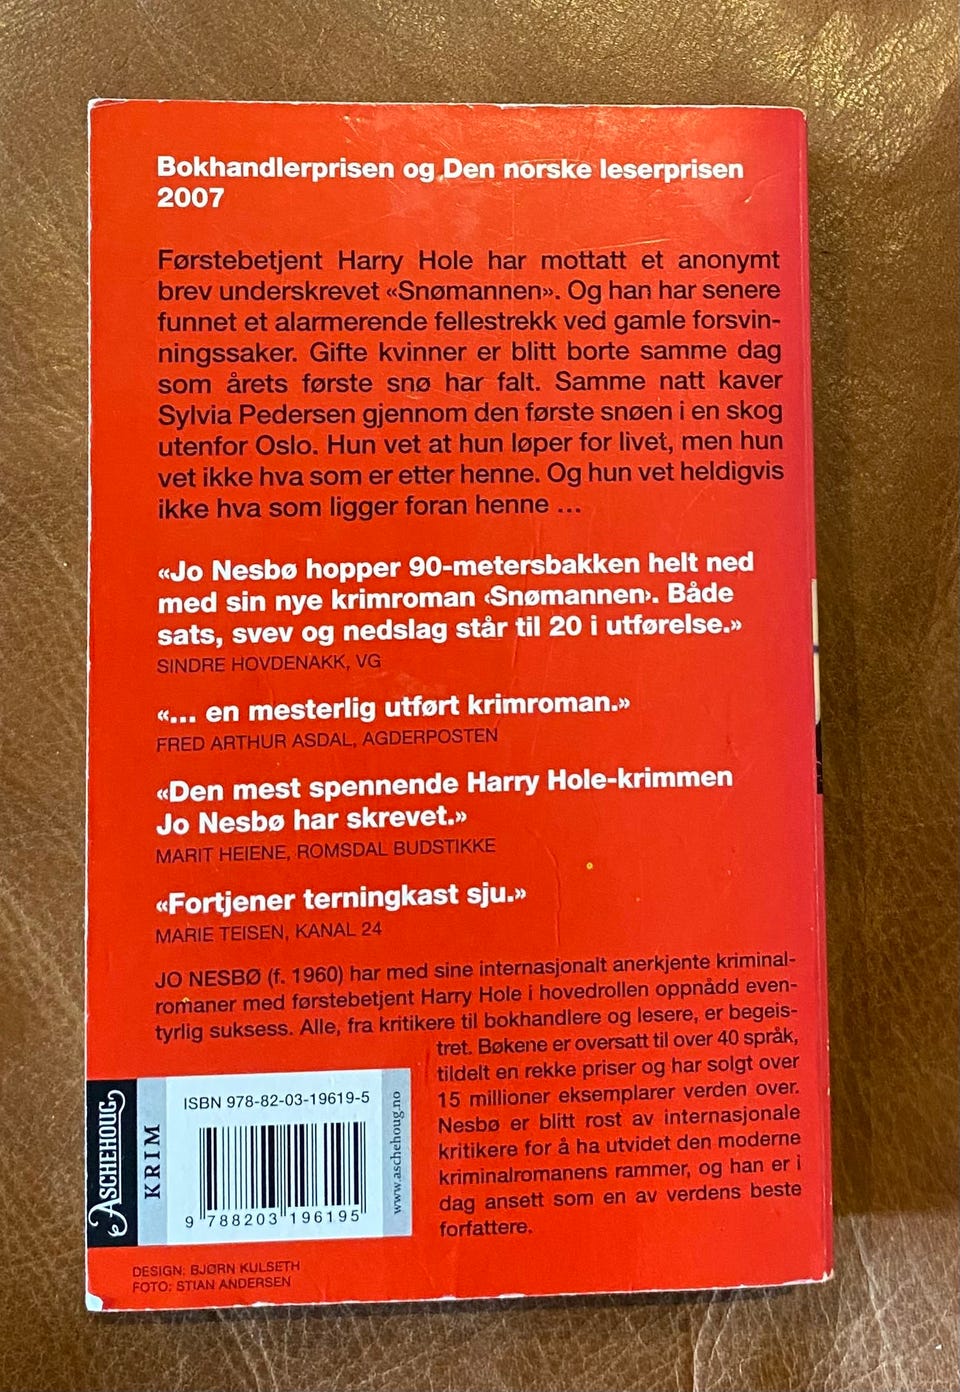 Bokhandlerprisen og Den norske leserprisen
2007
Førstebetjent Harry Hole har mottatt et anonymt
brev underskrevet «Snømannen». Og han har senere
funnet et alarmerende fellestrekk ved gamle forsvin-
ningssaker. Gifte kvinner er blitt borte samme dag
som årets første snø har falt. Samme natt kaver
Sylvia Pedersen gjennom den første snøen i en skog
utenfor Oslo. Hun vet at hun løper for livet, men hun
vet ikke hva som er etter henne. Og hun vet heldigvis
ikke hva som ligger foran henne ...
«Jo Nesbø hopper 90-metersbakken helt ned
med sin nye krimroman ‹Snømannen›. Både
sats, svev og nedslag står til 20 i utførelse.»
SINDRE HOVDENAKK, VG
«... en mesterlig utført krimroman.»
FRED ARTHUR ASDAL, AGDERPOSTEN
«Den mest spennende Harry Hole-krimmen
Jo Nesbø har skrevet.»
MARIT HEIENE, ROMSDAL BUDSTIKKE
«Fortjener terningkast sju.»
MARIE TEISEN, KANAL 24
JO NESBØ (f. 1960) har med sine internasjonalt anerkjente kriminal-
romaner med førstebetjent Harry Hole i hovedrollen oppnådd even-
tyrlig suksess. Alle, fra kritikere til bokhandlere og lesere, er begeis-
tret. Bøkene er oversatt til over 40 språk,
tildelt en rekke priser og har solgt over
15 millioner eksemplarer verden over.
Nesbø er blitt rost av internasjonale
kritikere for å ha utvidet den moderne
kriminalromanens rammer, og han er i
dag ansett som en av verdens beste
forfattere.
ASCHEHOUG
KRIM
ISBN 978-82-03-19619-5
9 788203 196195
www.aschehoug.no
DESIGN: BJØRN KULSETH
FOTO: STIAN ANDERSEN